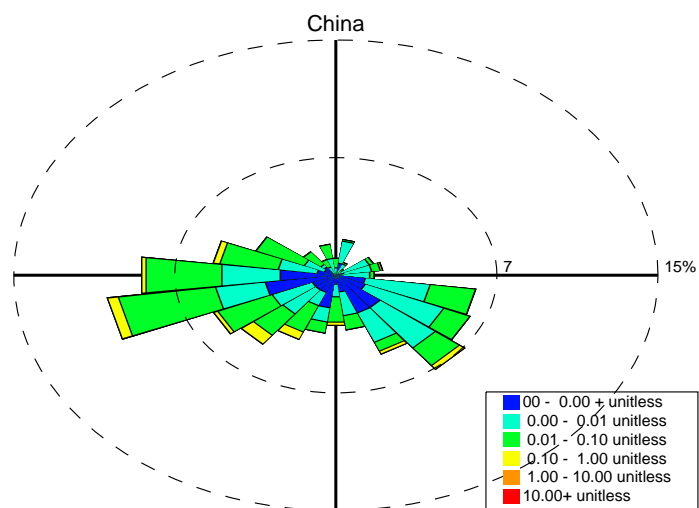 China
7
15%
00 - 0.00 + unitless
0.00 - 0.01 unitless
0.01 - 0.10 unitless
0.10 - 1.00 unitless
1.00 - 10.00 unitless
10.00+ unitless